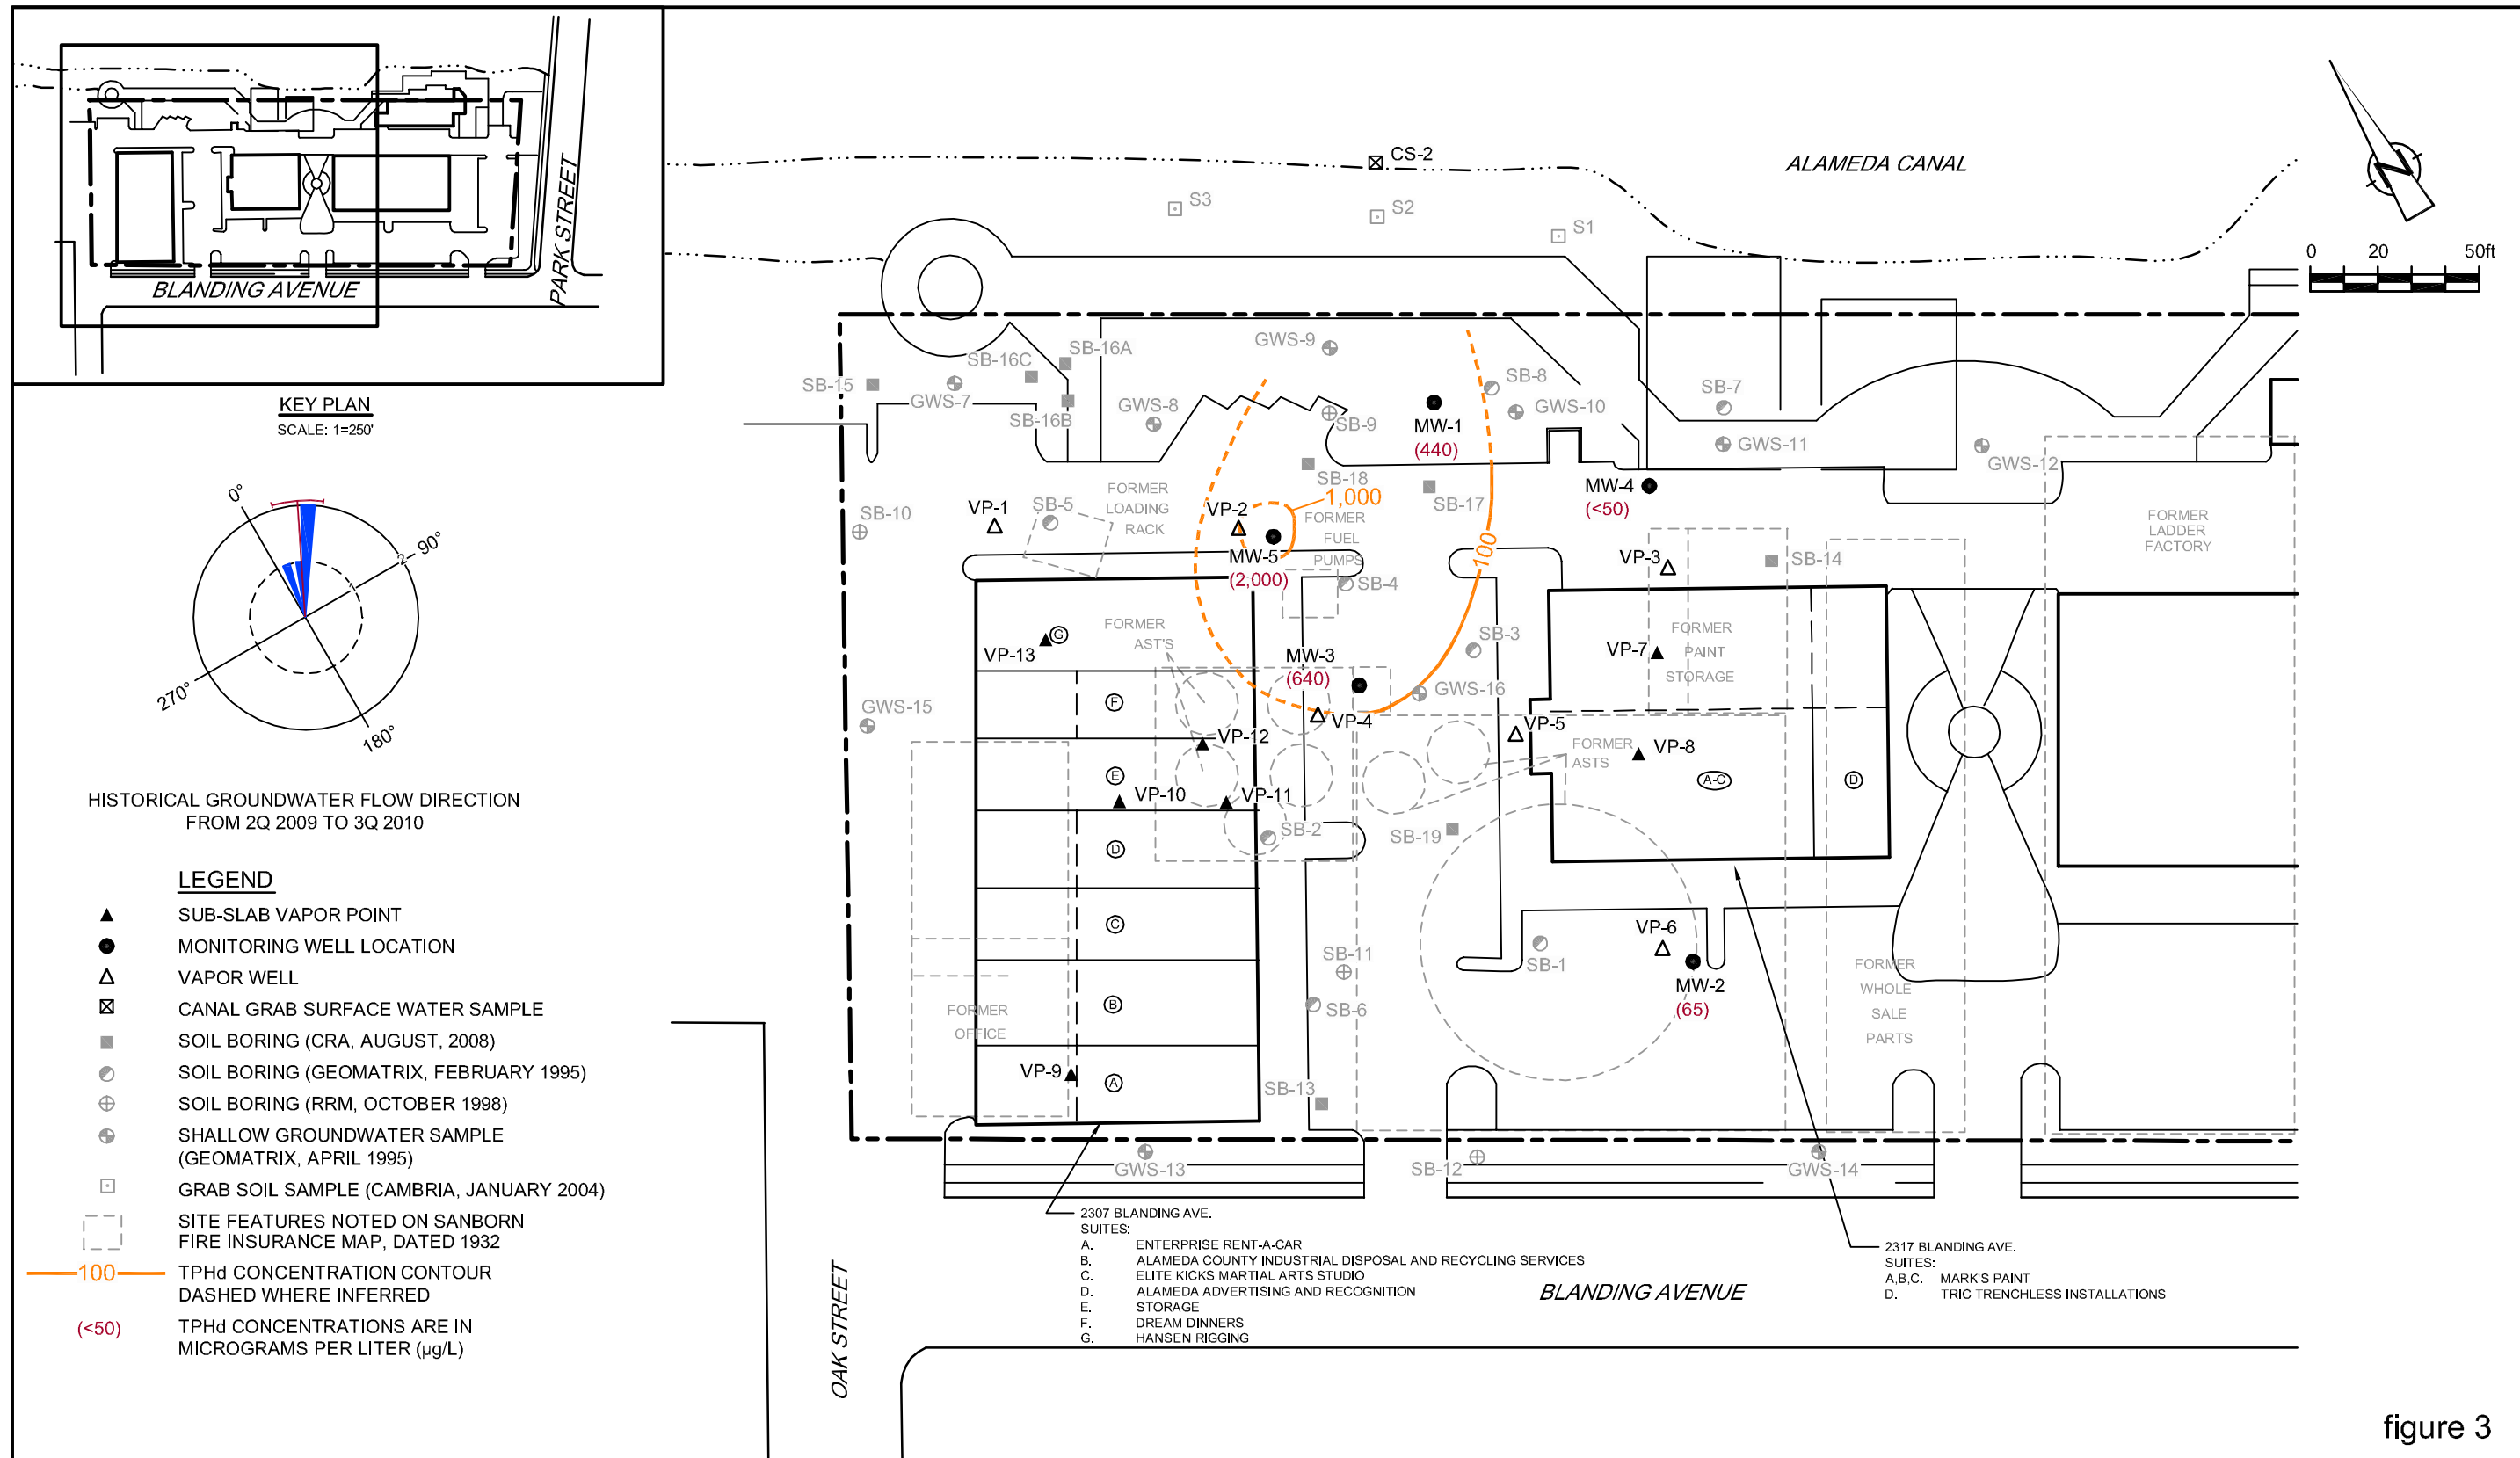 BLANDING AVENUE
PARK STREET
KEY PLAN
SCALE: 1=250'
0°
90°
2
270°
180°
HISTORICAL GROUNDWATER FLOW DIRECTION
FROM 2Q 2009 TO 3Q 2010
LEGEND
SUB-SLAB VAPOR POINT
MONITORING WELL LOCATION
VAPOR WELL
CANAL GRAB SURFACE WATER SAMPLE
SOIL BORING (CRA, AUGUST, 2008)
SOIL BORING (GEOMATRIX, FEBRUARY 1995)
SOIL BORING (RRM, OCTOBER 1998)
SHALLOW GROUNDWATER SAMPLE
(GEOMATRIX, APRIL 1995)
GRAB SOIL SAMPLE (CAMBRIA, JANUARY 2004)
SITE FEATURES NOTED ON SANBORN
FIRE INSURANCE MAP, DATED 1932
100
TPHd CONCENTRATION CONTOUR
DASHED WHERE INFERRED
(<50)
TPHd CONCENTRATIONS ARE IN
MICROGRAMS PER LITER (µg/L)
CS-2
ALAMEDA CANAL
N
0 20 50ft
S3
S2
S1
GWS-9
SB-16A
SB-16C
SB-15
GWS-7
SB-16B
GWS-8
SB-9
SB-8
GWS-10
MW-1
(440)
SB-7
GWS-11
GWS-12
SB-18
SB-17
1,000
MW-4
(<50)
SB-10
VP-1
SB-5
FORMER
LOADING
RACK
VP-2
FORMER
FUEL
PUMPS
MW-5
(2,000)
SB-4
100
VP-3
SB-14
FORMER
LADDER
FACTORY
G
VP-13
FORMER
AST'S
MW-3
(640)
SB-3
GWS-16
VP-7
FORMER
PAINT
STORAGE
F
GWS-15
VP-4
VP-5
VP-12
FORMER
ASTS
VP-8
E
VP-10
VP-11
A-C
D
SB-2
SB-19
D
C
B
A
VP-6
MW-2
(65)
SB-11
SB-1
SB-6
FORMER
OFFICE
FORMER
WHOLE
SALE
PARTS
VP-9
SB-13
GWS-13
SB-12
GWS-14
2307 BLANDING AVE.
SUITES:
A. ENTERPRISE RENT-A-CAR
B. ALAMEDA COUNTY INDUSTRIAL DISPOSAL AND RECYCLING SERVICES
C. ELITE KICKS MARTIAL ARTS STUDIO
D. ALAMEDA ADVERTISING AND RECOGNITION
E. STORAGE
F. DREAM DINNERS
G. HANSEN RIGGING
2317 BLANDING AVE.
SUITES:
A,B,C. MARK'S PAINT
D. TRIC TRENCHLESS INSTALLATIONS
BLANDING AVENUE
OAK STREET
figure 3